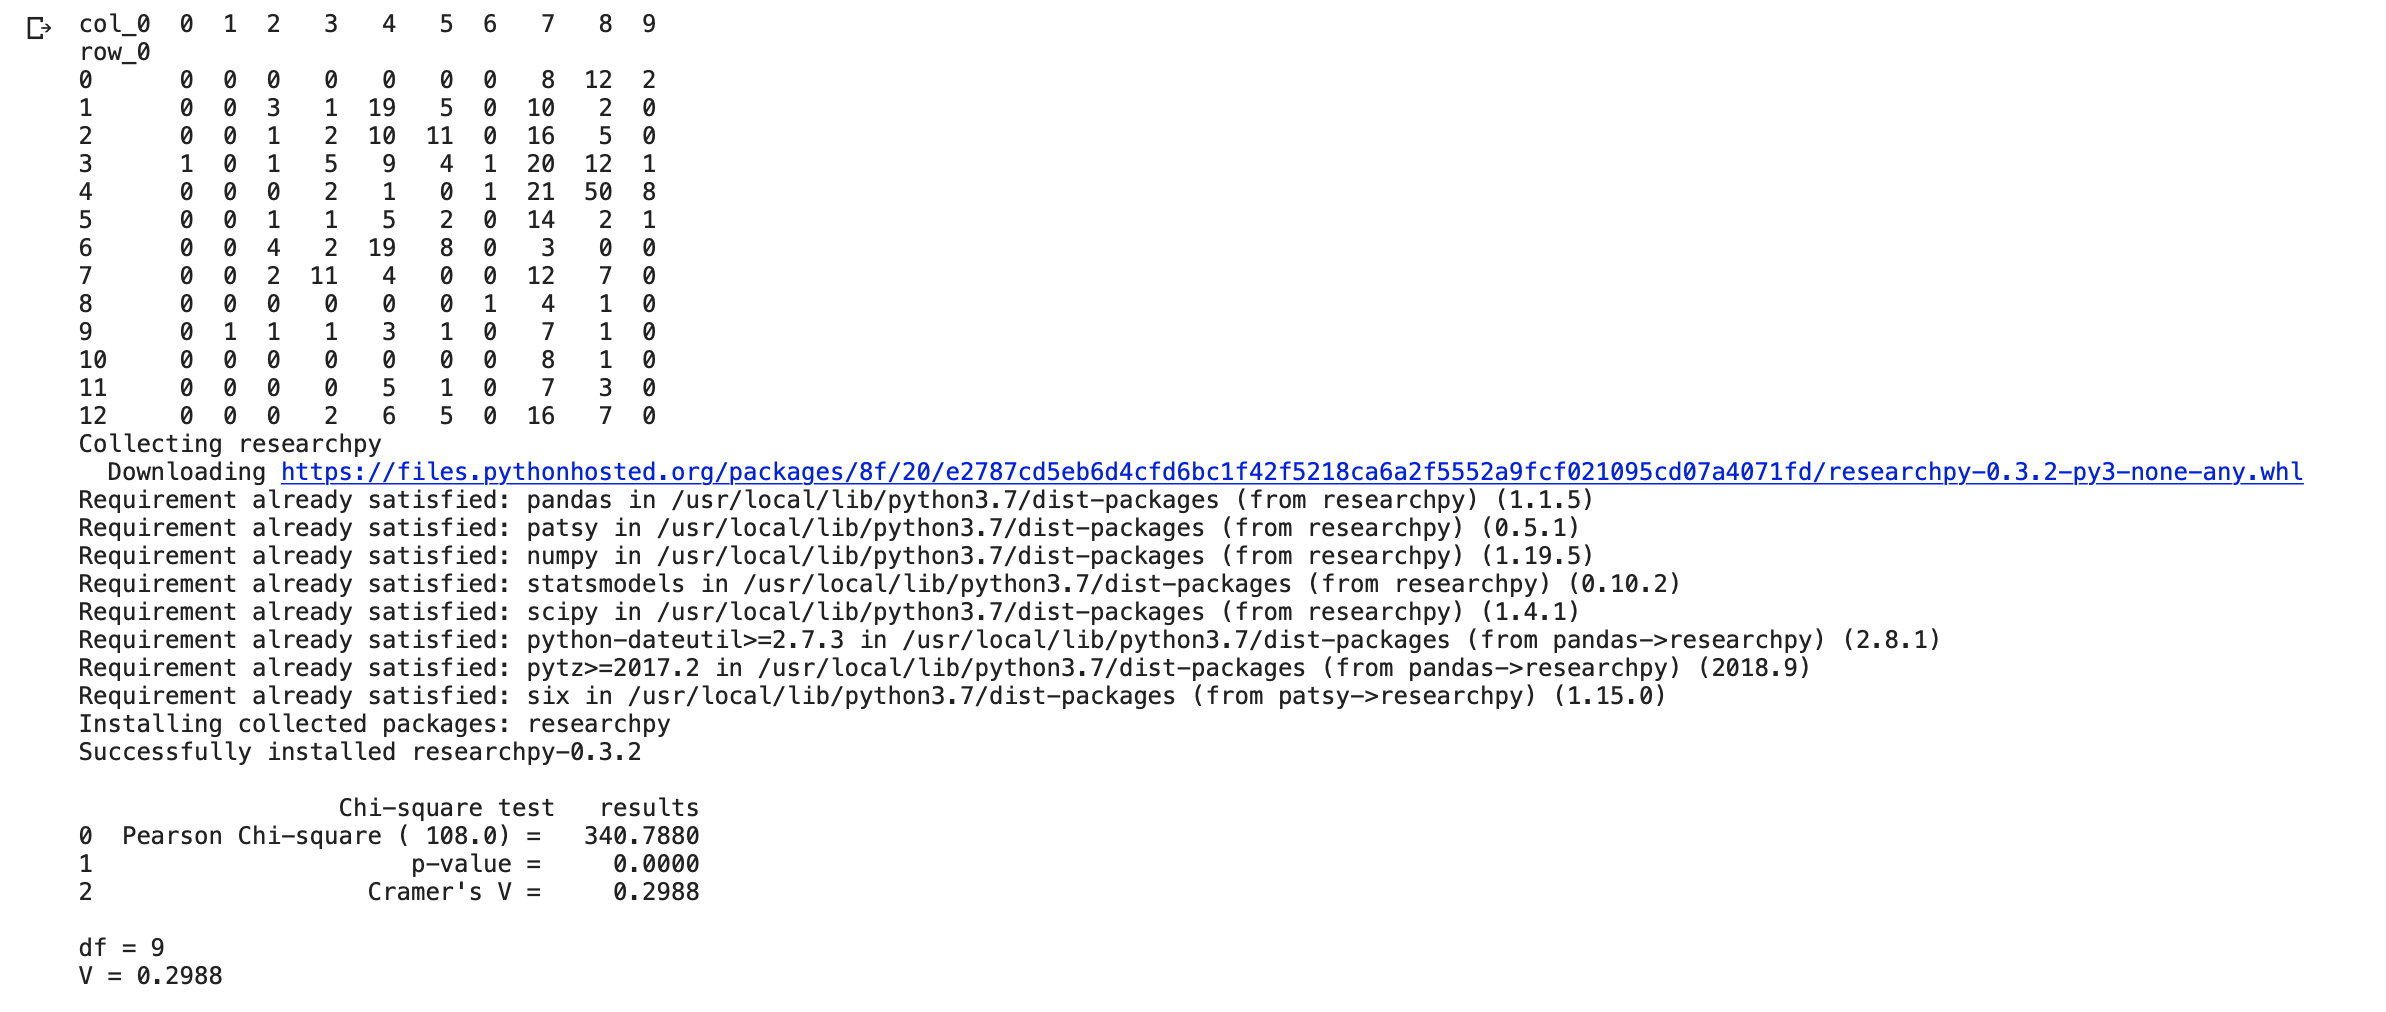 col_0  0  1  2   3   4   5  6   7   8  9
row_0
0      0  0  0   0   0   0  0   8  12  2
1      0  0  3   1  19   5  0  10   2  0
2      0  0  1   2  10  11  0  16   5  0
3      1  0  1   5   9   4  1  20  12  1
4      0  0  0   2   1   0  1  21  50  8
5      0  0  1   1   5   2  0  14   2  1
6      0  0  4   2  19   8  0   3   0  0
7      0  0  2  11   4   0  0  12   7  0
8      0  0  0   0   0   0  1   4   1  0
9      0  1  1   1   3   1  0   7   1  0
10     0  0  0   0   0   0  0   8   1  0
11     0  0  0   0   5   1  0   7   3  0
12     0  0  0   2   6   5  0  16   7  0
Collecting researchpy
  Downloading https://files.pythonhosted.org/packages/8f/20/e2787cd5eb6d4cfd6bc1f42f5218ca6a2f5552a9fcf021095cd07a4071fd/researchpy-0.3.2-py3-none-any.whl
Requirement already satisfied: pandas in /usr/local/lib/python3.7/dist-packages (from researchpy) (1.1.5)
Requirement already satisfied: patsy in /usr/local/lib/python3.7/dist-packages (from researchpy) (0.5.1)
Requirement already satisfied: numpy in /usr/local/lib/python3.7/dist-packages (from researchpy) (1.19.5)
Requirement already satisfied: statsmodels in /usr/local/lib/python3.7/dist-packages (from researchpy) (0.10.2)
Requirement already satisfied: scipy in /usr/local/lib/python3.7/dist-packages (from researchpy) (1.4.1)
Requirement already satisfied: python-dateutil>=2.7.3 in /usr/local/lib/python3.7/dist-packages (from pandas->researchpy) (2.8.1)
Requirement already satisfied: pytz>=2017.2 in /usr/local/lib/python3.7/dist-packages (from pandas->researchpy) (2018.9)
Requirement already satisfied: six in /usr/local/lib/python3.7/dist-packages (from patsy->researchpy) (1.15.0)
Installing collected packages: researchpy
Successfully installed researchpy-0.3.2
                  Chi-square test   results
0  Pearson Chi-square ( 108.0) =   340.7880
1                      p-value =     0.0000
2                   Cramer's V =     0.2988
df = 9
V = 0.2988